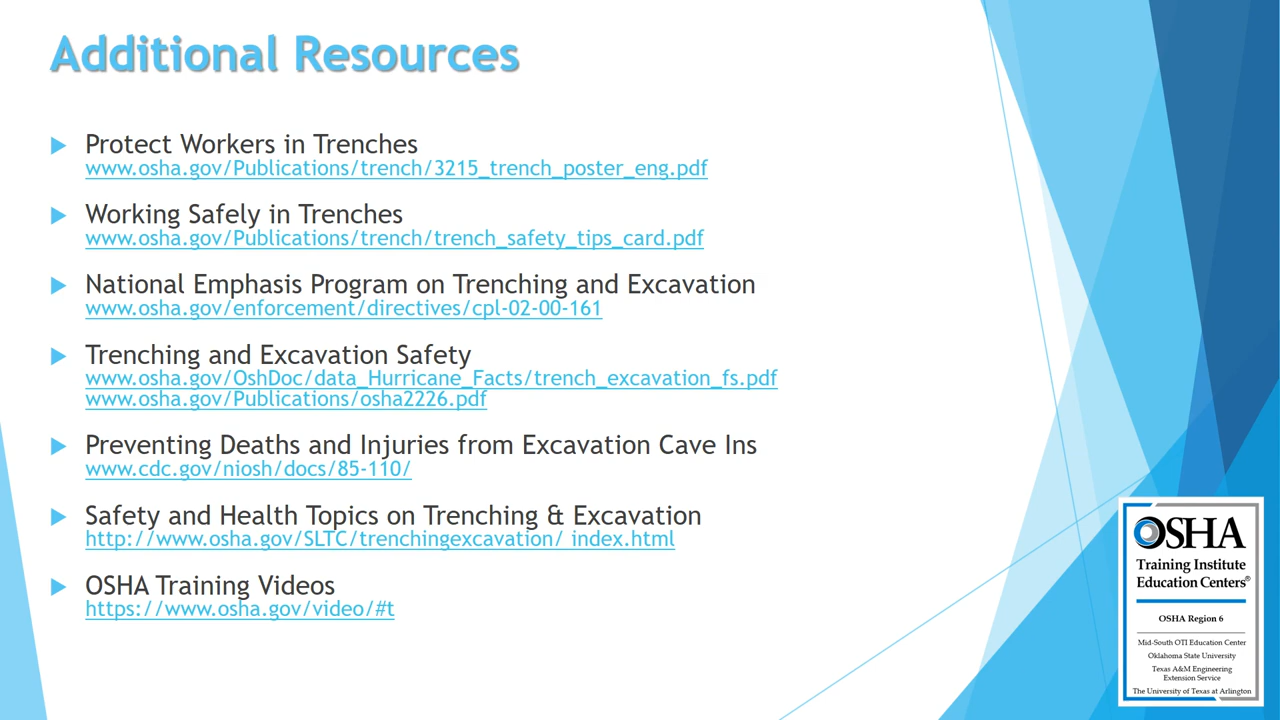 Additional Resources
Protect Workers in Trenches
www.osha.gov/Publications/trench/3215_trench_poster_eng.pdf
Working Safely in Trenches
www.osha.gov/Publications/trench/trench_safety_tips_card.pdf
National Emphasis Program on Trenching and Excavation
www.osha.gov/enforcement/directives/cpl-02-00-161
Trenching and Excavation Safety
www.osha.gov/OshDoc/data_Hurricane_Facts/trench_excavation_fs.pdf
www.osha.gov/Publications/osha2226.pdf
Preventing Deaths and Injuries from Excavation Cave Ins
www.cdc.gov/niosh/docs/85-110/
Safety and Health Topics on Trenching & Excavation
http://www.osha.gov/SLTC/trenchingexcavation/ index.html
OSHA Training Videos
https://www.osha.gov/video/#t
OSHA
Training Institute
Education Centers®
OSHA Region 6
Mid-South OTI Education Center
Oklahoma State University
Texas A&M Engineering
Extension Service
The University of Texas at Arlington